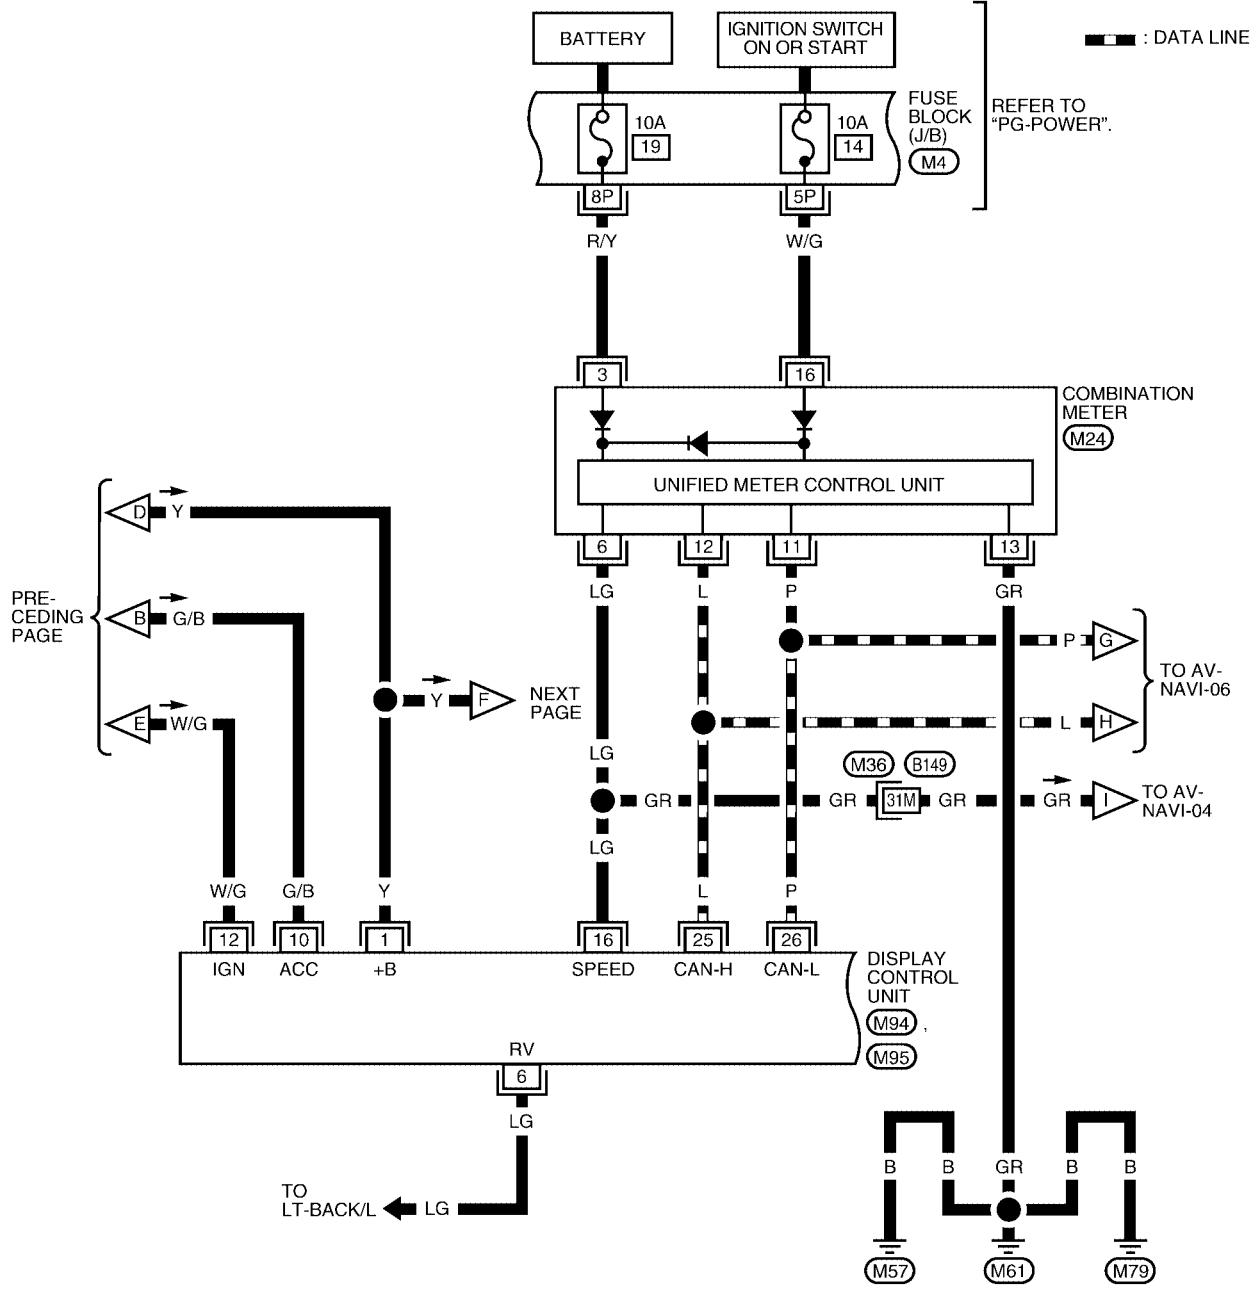 BATTERY
IGNITION SWITCH
ON OR START
: DATA LINE
FUSE
BLOCK
(J/B)
M4
REFER TO
"PG-POWER".
10A
19
10A
14
8P
5P
R/Y
W/G
3
16
COMBINATION
METER
M24
UNIFIED METER CONTROL UNIT
6
12
11
13
LG
L
P
GR
PRE-
CEDING
PAGE
D
Y
B
G/B
E
W/G
Y
F
NEXT
PAGE
P
G
L
H
TO AV-
NAVI-06
LG
M36
B149
GR
GR
31M
GR
GR
I
TO AV-
NAVI-04
LG
W/G
G/B
Y
L
P
12
10
1
16
25
26
IGN
ACC
+B
SPEED
CAN-H
CAN-L
DISPLAY
CONTROL
UNIT
M94 ,
M95
RV
6
LG
TO
LT-BACK/L
LG
B
B
GR
B
B
M57
M61
M79